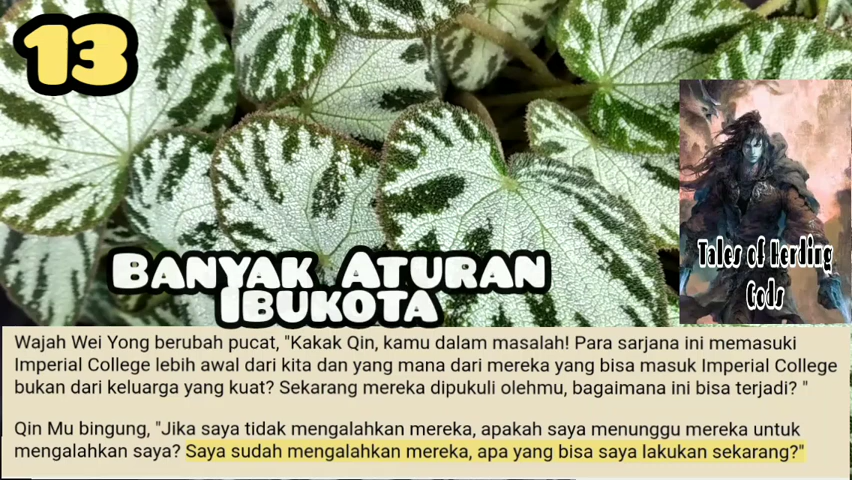 13
Tales of Herding
Gods
BANYAK ATURAN
IBUKOTA
Wajah Wei Yong berubah pucat, "Kakak Qin, kamu dalam masalah! Para sarjana ini memasuki
Imperial College lebih awal dari kita dan yang mana dari mereka yang bisa masuk Imperial College
bukan dari keluarga yang kuat? Sekarang mereka dipukuli olehmu, bagaimana ini bisa terjadi? "
Qin Mu bingung, "Jika saya tidak mengalahkan mereka, apakah saya menunggu mereka untuk
mengalahkan saya? Saya sudah mengalahkan mereka, apa yang bisa saya lakukan sekarang?"